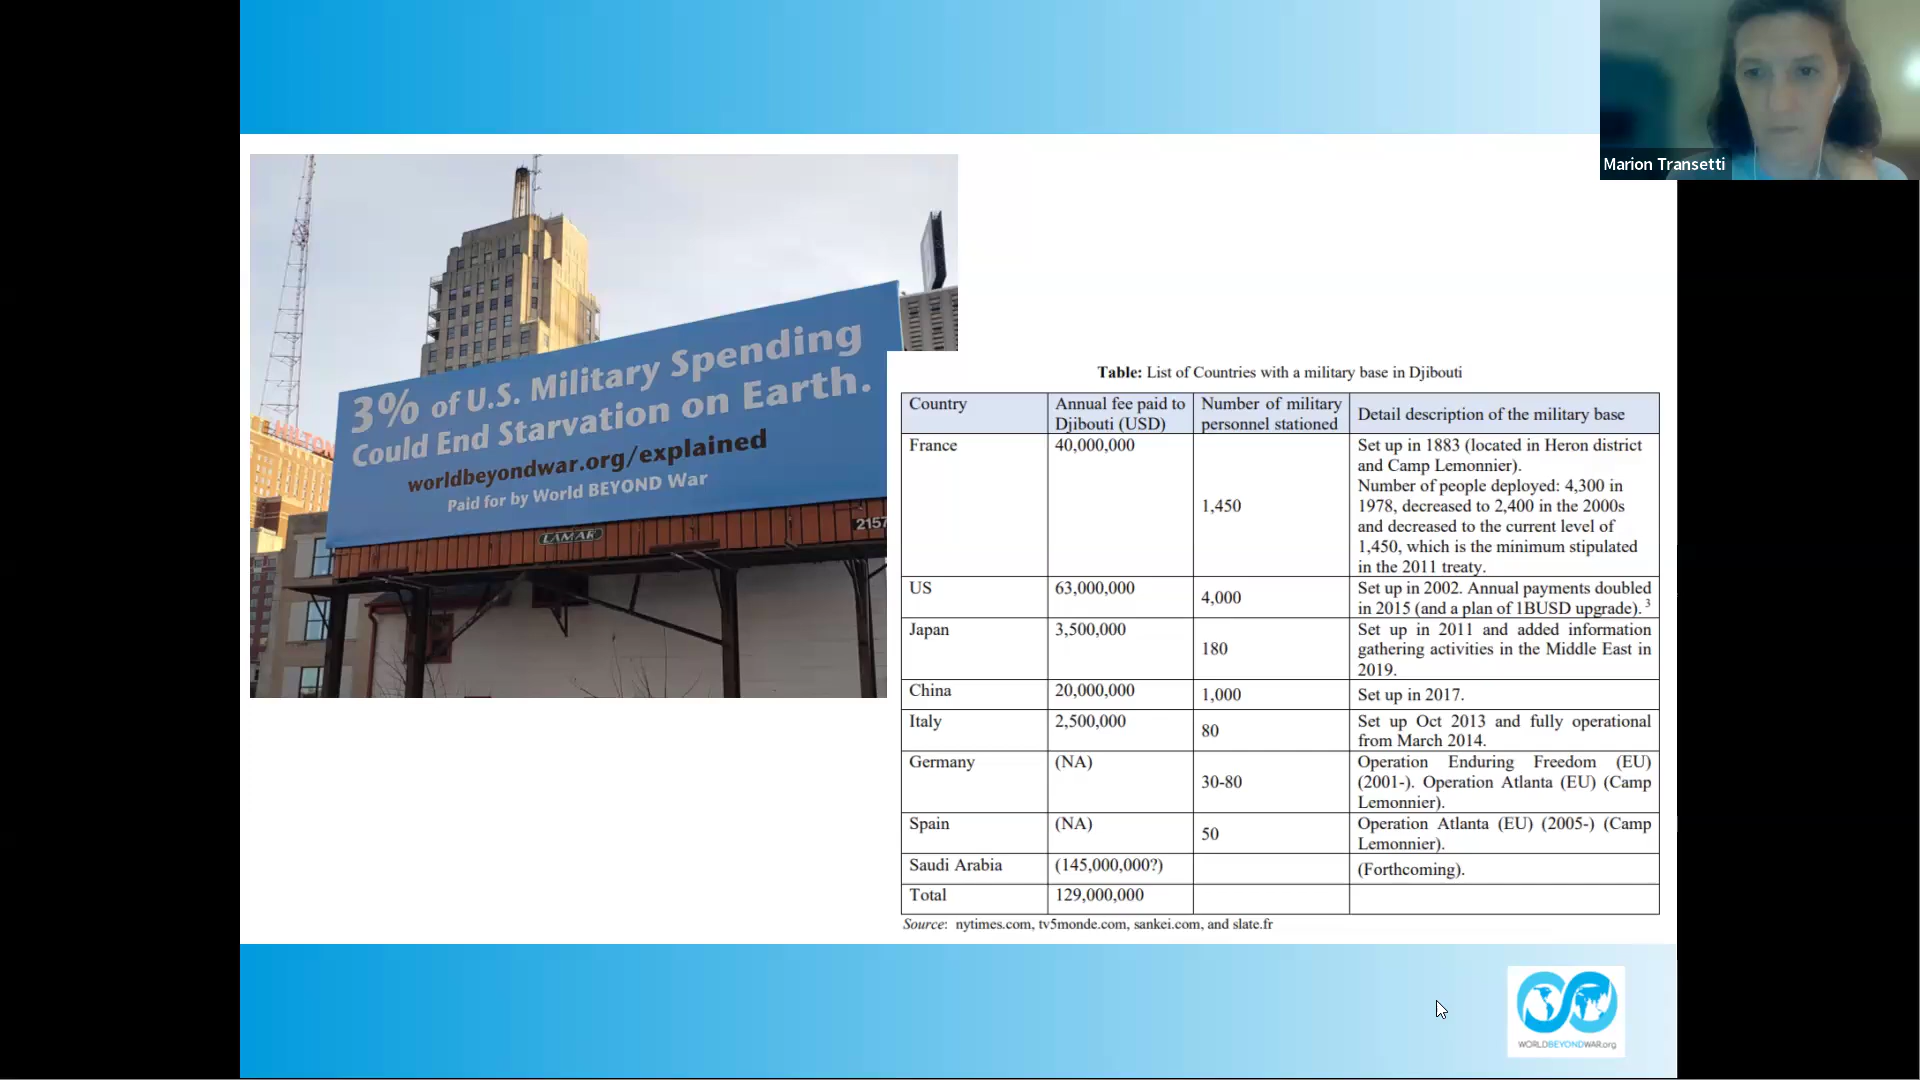 Marion Transetti
HILTON
3% of U.S. Military Spending
Could End Starvation on Earth.
worldbeyondwar.org/explained
Paid for by World BEYOND War
LAMAR
2157
Table: List of Countries with a military base in Djibouti
Country
Annual fee paid to
Djibouti (USD)
Number of military
personnel stationed
Detail description of the military base
France
40,000,000
1,450
Set up in 1883 (located in Heron district
and Camp Lemonnier).
Number of people deployed: 4,300 in
1978, decreased to 2,400 in the 2000s
and decreased to the current level of
1,450, which is the minimum stipulated
in the 2011 treaty.
US
63,000,000
4,000
Set up in 2002. Annual payments doubled
in 2015 (and a plan of 1BUSD upgrade). 3
Japan
3,500,000
180
Set up in 2011 and added information
gathering activities in the Middle East in
2019.
China
20,000,000
1,000
Set up in 2017.
Italy
2,500,000
80
Set up Oct 2013 and fully operational
from March 2014.
Germany
(NA)
30-80
Operation Enduring Freedom (EU)
(2001-). Operation Atlanta (EU) (Camp
Lemonnier).
Spain
(NA)
50
Operation Atlanta (EU) (2005-) (Camp
Lemonnier).
Saudi Arabia
(145,000,000?)
(Forthcoming).
Total
129,000,000
Source: nytimes.com, tv5monde.com, sankei.com, and slate.fr
WORLDBEYONDWAR.org